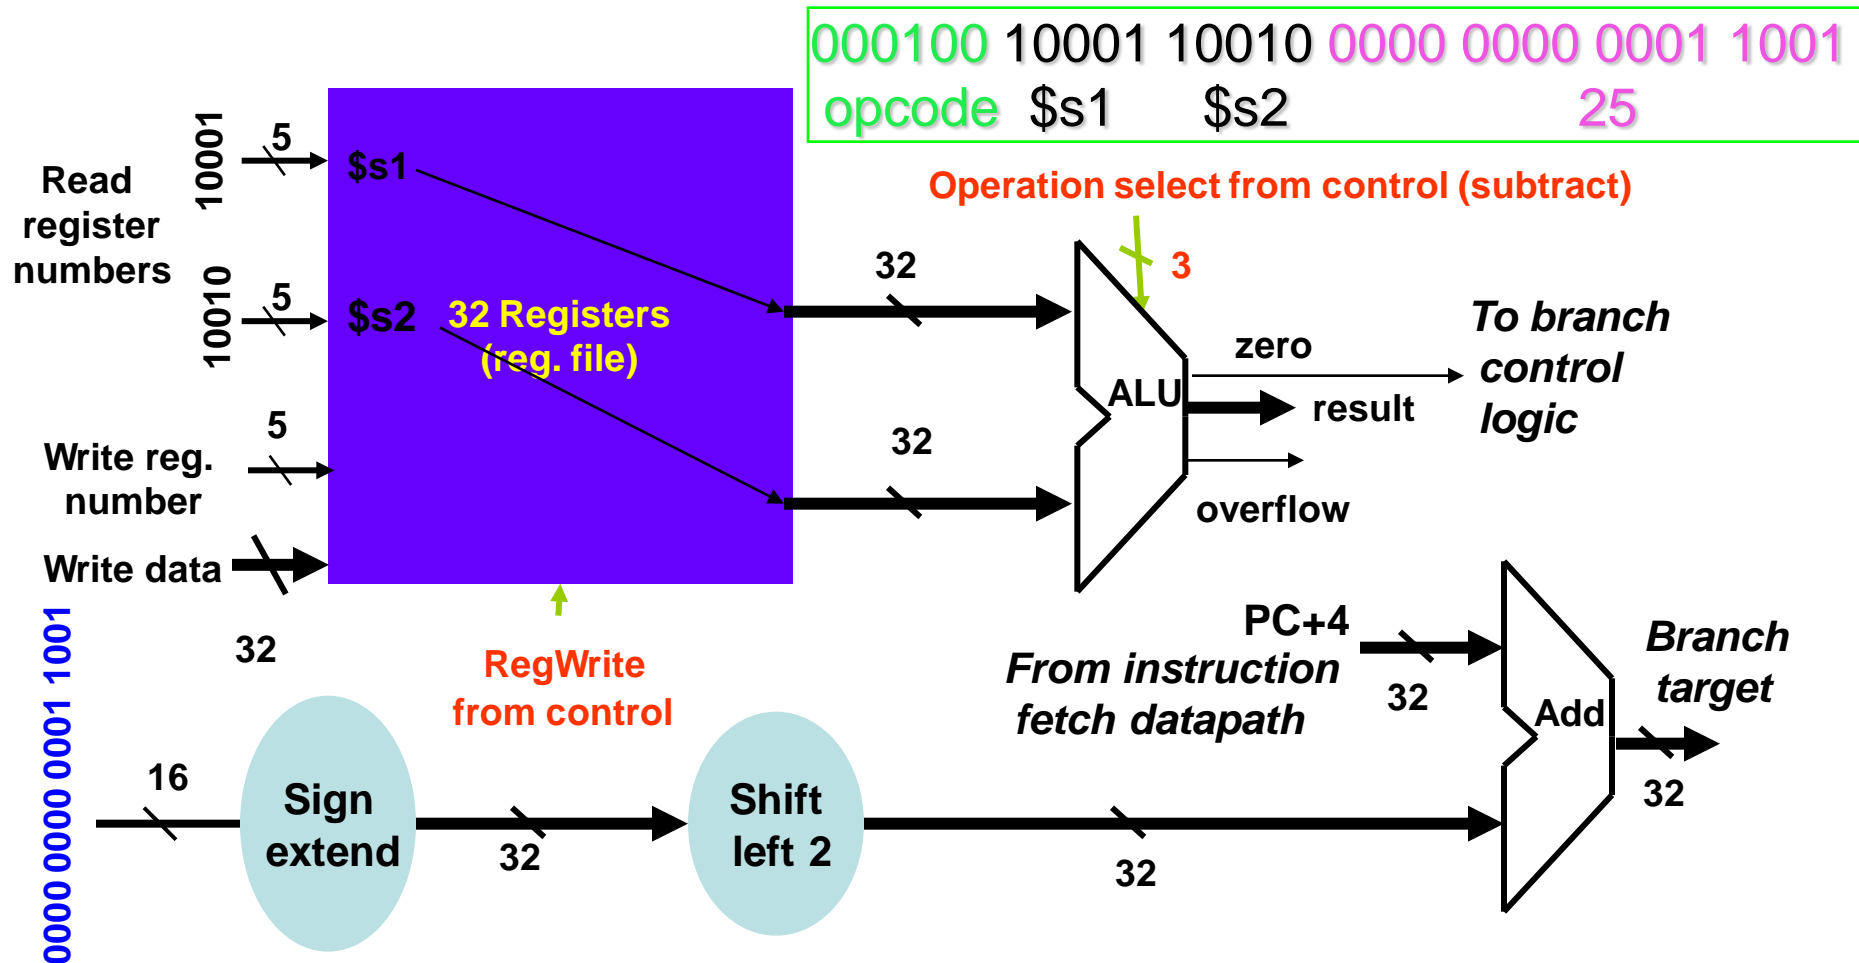 000100 10001 10010 0000 0000 0001 1001
opcode $s1 $s2 25
Operation select from control (subtract)
3
Read
register
numbers
10001
5
$s1
10010
5
$s2
32 Registers
(reg. file)
32
32
ALU
zero
result
overflow
To branch
control
logic
5
Write reg.
number
Write data
32
RegWrite
from control
PC+4
From instruction
fetch datapath
32
Add
Branch
target
32
0000 0000 0001 1001
16
Sign
extend
32
Shift
left 2
32